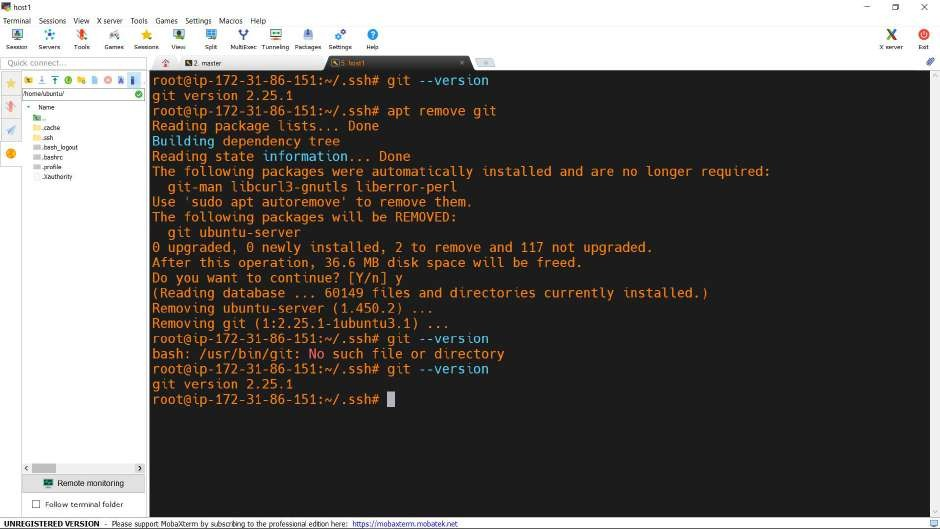 host1
Terminal Sessions View X server Tools Games Settings Macros Help
Session Servers Tools Games Sessions View Split MultiExec Tunneling Packages Settings Help X server Exit
Quick connect...
2. master
5. host1
/home/ubuntu/
Name
..
.cache
.ssh
.bash_logout
.bashrc
.profile
.Xauthority
Remote monitoring
Follow terminal folder
root@ip-172-31-86-151:~/.ssh# git --version
git version 2.25.1
root@ip-172-31-86-151:~/.ssh# apt remove git
Reading package lists... Done
Building dependency tree
Reading state information... Done
The following packages were automatically installed and are no longer required:
git-man libcurl3-gnutls liberror-perl
Use 'sudo apt autoremove' to remove them.
The following packages will be REMOVED:
git ubuntu-server
0 upgraded, 0 newly installed, 2 to remove and 117 not upgraded.
After this operation, 36.6 MB disk space will be freed.
Do you want to continue? [Y/n] y
(Reading database ... 60149 files and directories currently installed.)
Removing ubuntu-server (1.450.2) ...
Removing git (1:2.25.1-1ubuntu3.1) ...
root@ip-172-31-86-151:~/.ssh# git --version
bash: /usr/bin/git: No such file or directory
root@ip-172-31-86-151:~/.ssh# git --version
git version 2.25.1
root@ip-172-31-86-151:~/.ssh#
UNREGISTERED VERSION - Please support MobaXterm by subscribing to the professional edition here: https://mobaxterm.mobatek.net